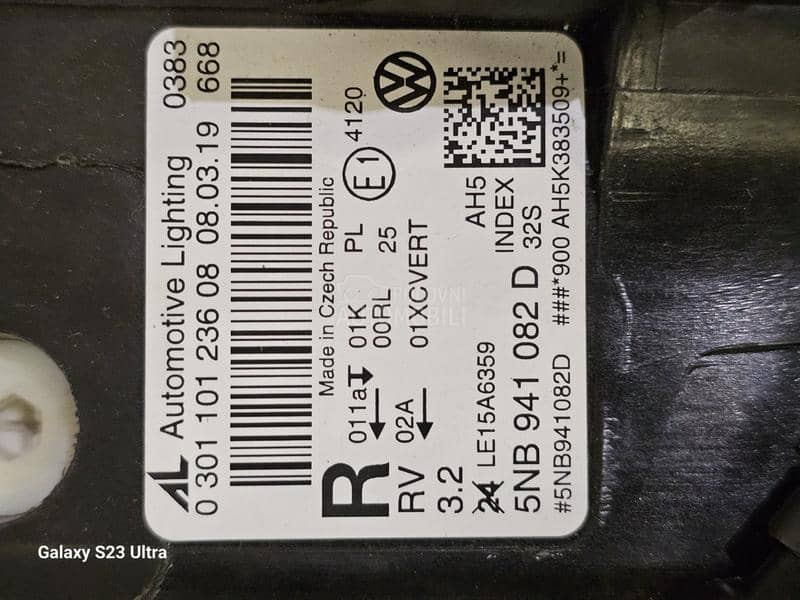 AL Automotive Lighting 0383
0 301 101 236 08 08.03.19 668
Made in Czech Republic
R 011a 01K PL E1 4120
RV 02A 00RL 25
01XCVERT
3.2
24 LE15A6359 AH5
INDEX
5NB 941 082 D 32S
#5NB941082D ###*900 AH5K383509+*=
Galaxy S23 Ultra